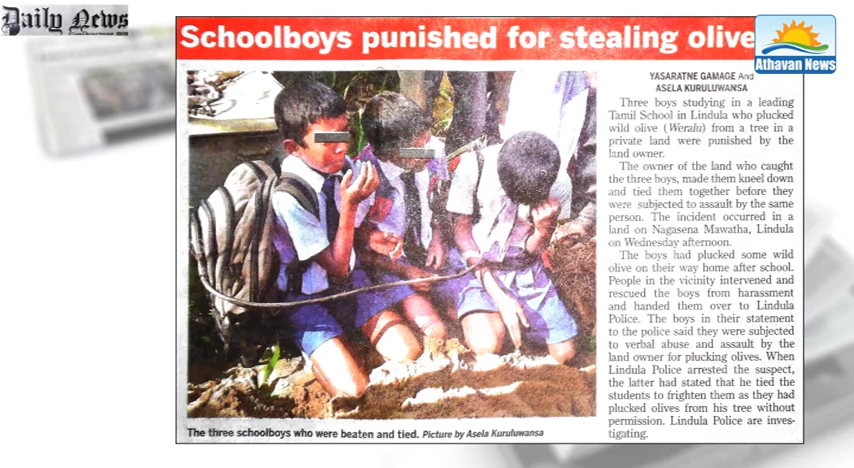 Daily News
Schoolboys punished for stealing olive
Athavan News
YASARATNE GAMAGE And
ASELA KURULUWANSA
Three boys studying in a leading
Tamil School in Lindula who plucked
wild olive (Weralu) from a tree in a
private land were punished by the
land owner.
The owner of the land who caught
the three boys, made them kneel down
and tied them together before they
were subjected to assault by the same
person. The incident occurred in a
land on Nagasena Mawatha, Lindula
on Wednesday afternoon.
The boys had plucked some wild
olive on their way home after school.
People in the vicinity intervened and
rescued the boys from harassment
and handed them over to Lindula
Police. The boys in their statement
to the police said they were subjected
to verbal abuse and assault by the
land owner for plucking olives. When
Lindula Police arrested the suspect,
the latter had stated that he tied the
students to frighten them as they had
plucked olives from his tree without
permission. Lindula Police are inves-
tigating.
The three schoolboys who were beaten and tied. Picture by Asela Kuruluwansa